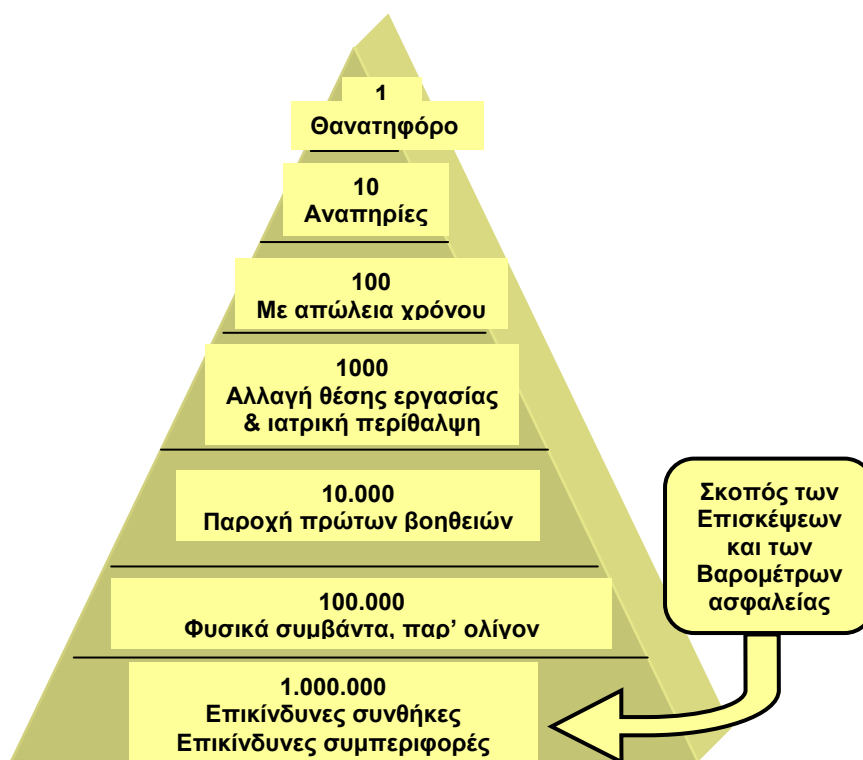 1
Θανατηφόρο
10
Αναπηρίες
100
Με απώλεια χρόνου
1000
Αλλαγή θέσης εργασίας
& ιατρική περίθαλψη
10.000
Παροχή πρώτων βοηθειών
100.000
Φυσικά συμβάντα, παρ’ ολίγον
1.000.000
Επικίνδυνες συνθήκες
Επικίνδυνες συμπεριφορές
Σκοπός των
Επισκέψεων
και των
Βαρομέτρων
ασφαλείας